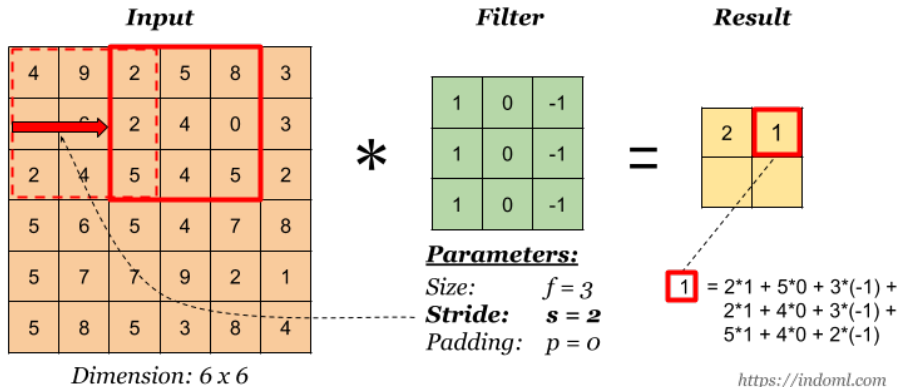 Input Filter Result
4 9 2 5 8 3
2 4 0 3
2 4 5 4 5 2
5 6 5 4 7 8
5 7 7 9 2 1
5 8 5 3 8 4
Dimension: 6 x 6
*
1 0 -1
1 0 -1
1 0 -1
Parameters:
Size: f = 3
Stride: s = 2
Padding: p = 0
=
2 1
1 = 2*1 + 5*0 + 3*(-1) +
2*1 + 4*0 + 3*(-1) +
5*1 + 4*0 + 2*(-1)
https://indoml.com